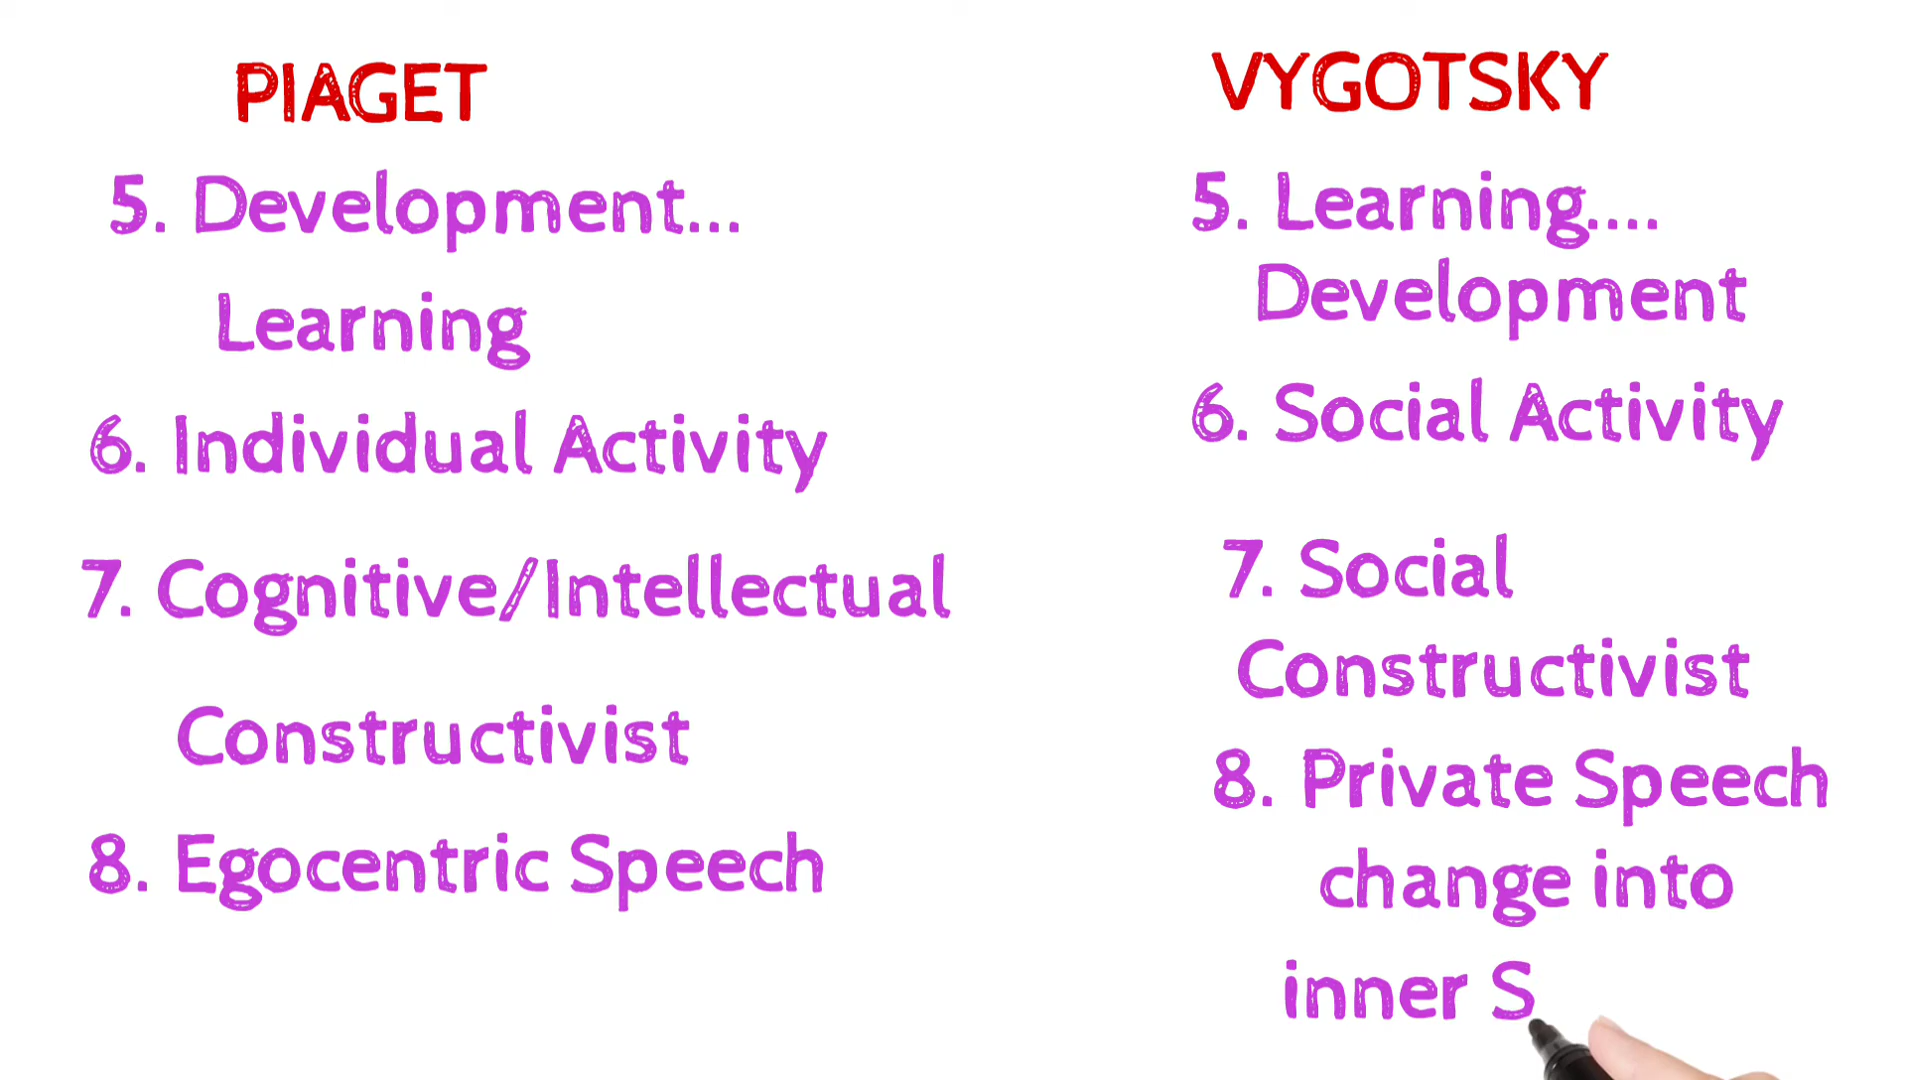 PIAGET
5. Development...
Learning
6. Individual Activity
7. Cognitive/Intellectual
Constructivist
8. Egocentric Speech
VYGOTSKY
5. Learning....
Development
6. Social Activity
7. Social
Constructivist
8. Private Speech
change into
inner S